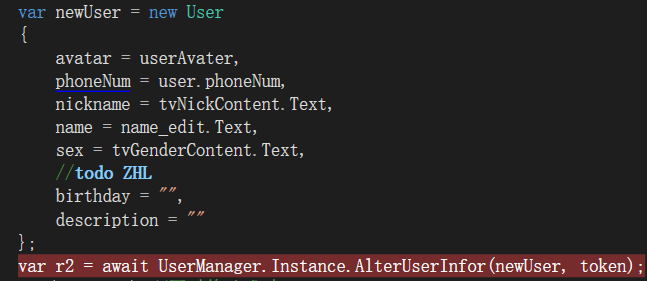 var newUser = new User
{
avatar = userAvater,
phoneNum = user.phoneNum,
nickname = tvNickContent.Text,
name = name_edit.Text,
sex = tvGenderContent.Text,
//todo ZHL
birthday = "",
description = ""
};
var r2 = await UserManager.Instance.AlterUserInfor(newUser, token);